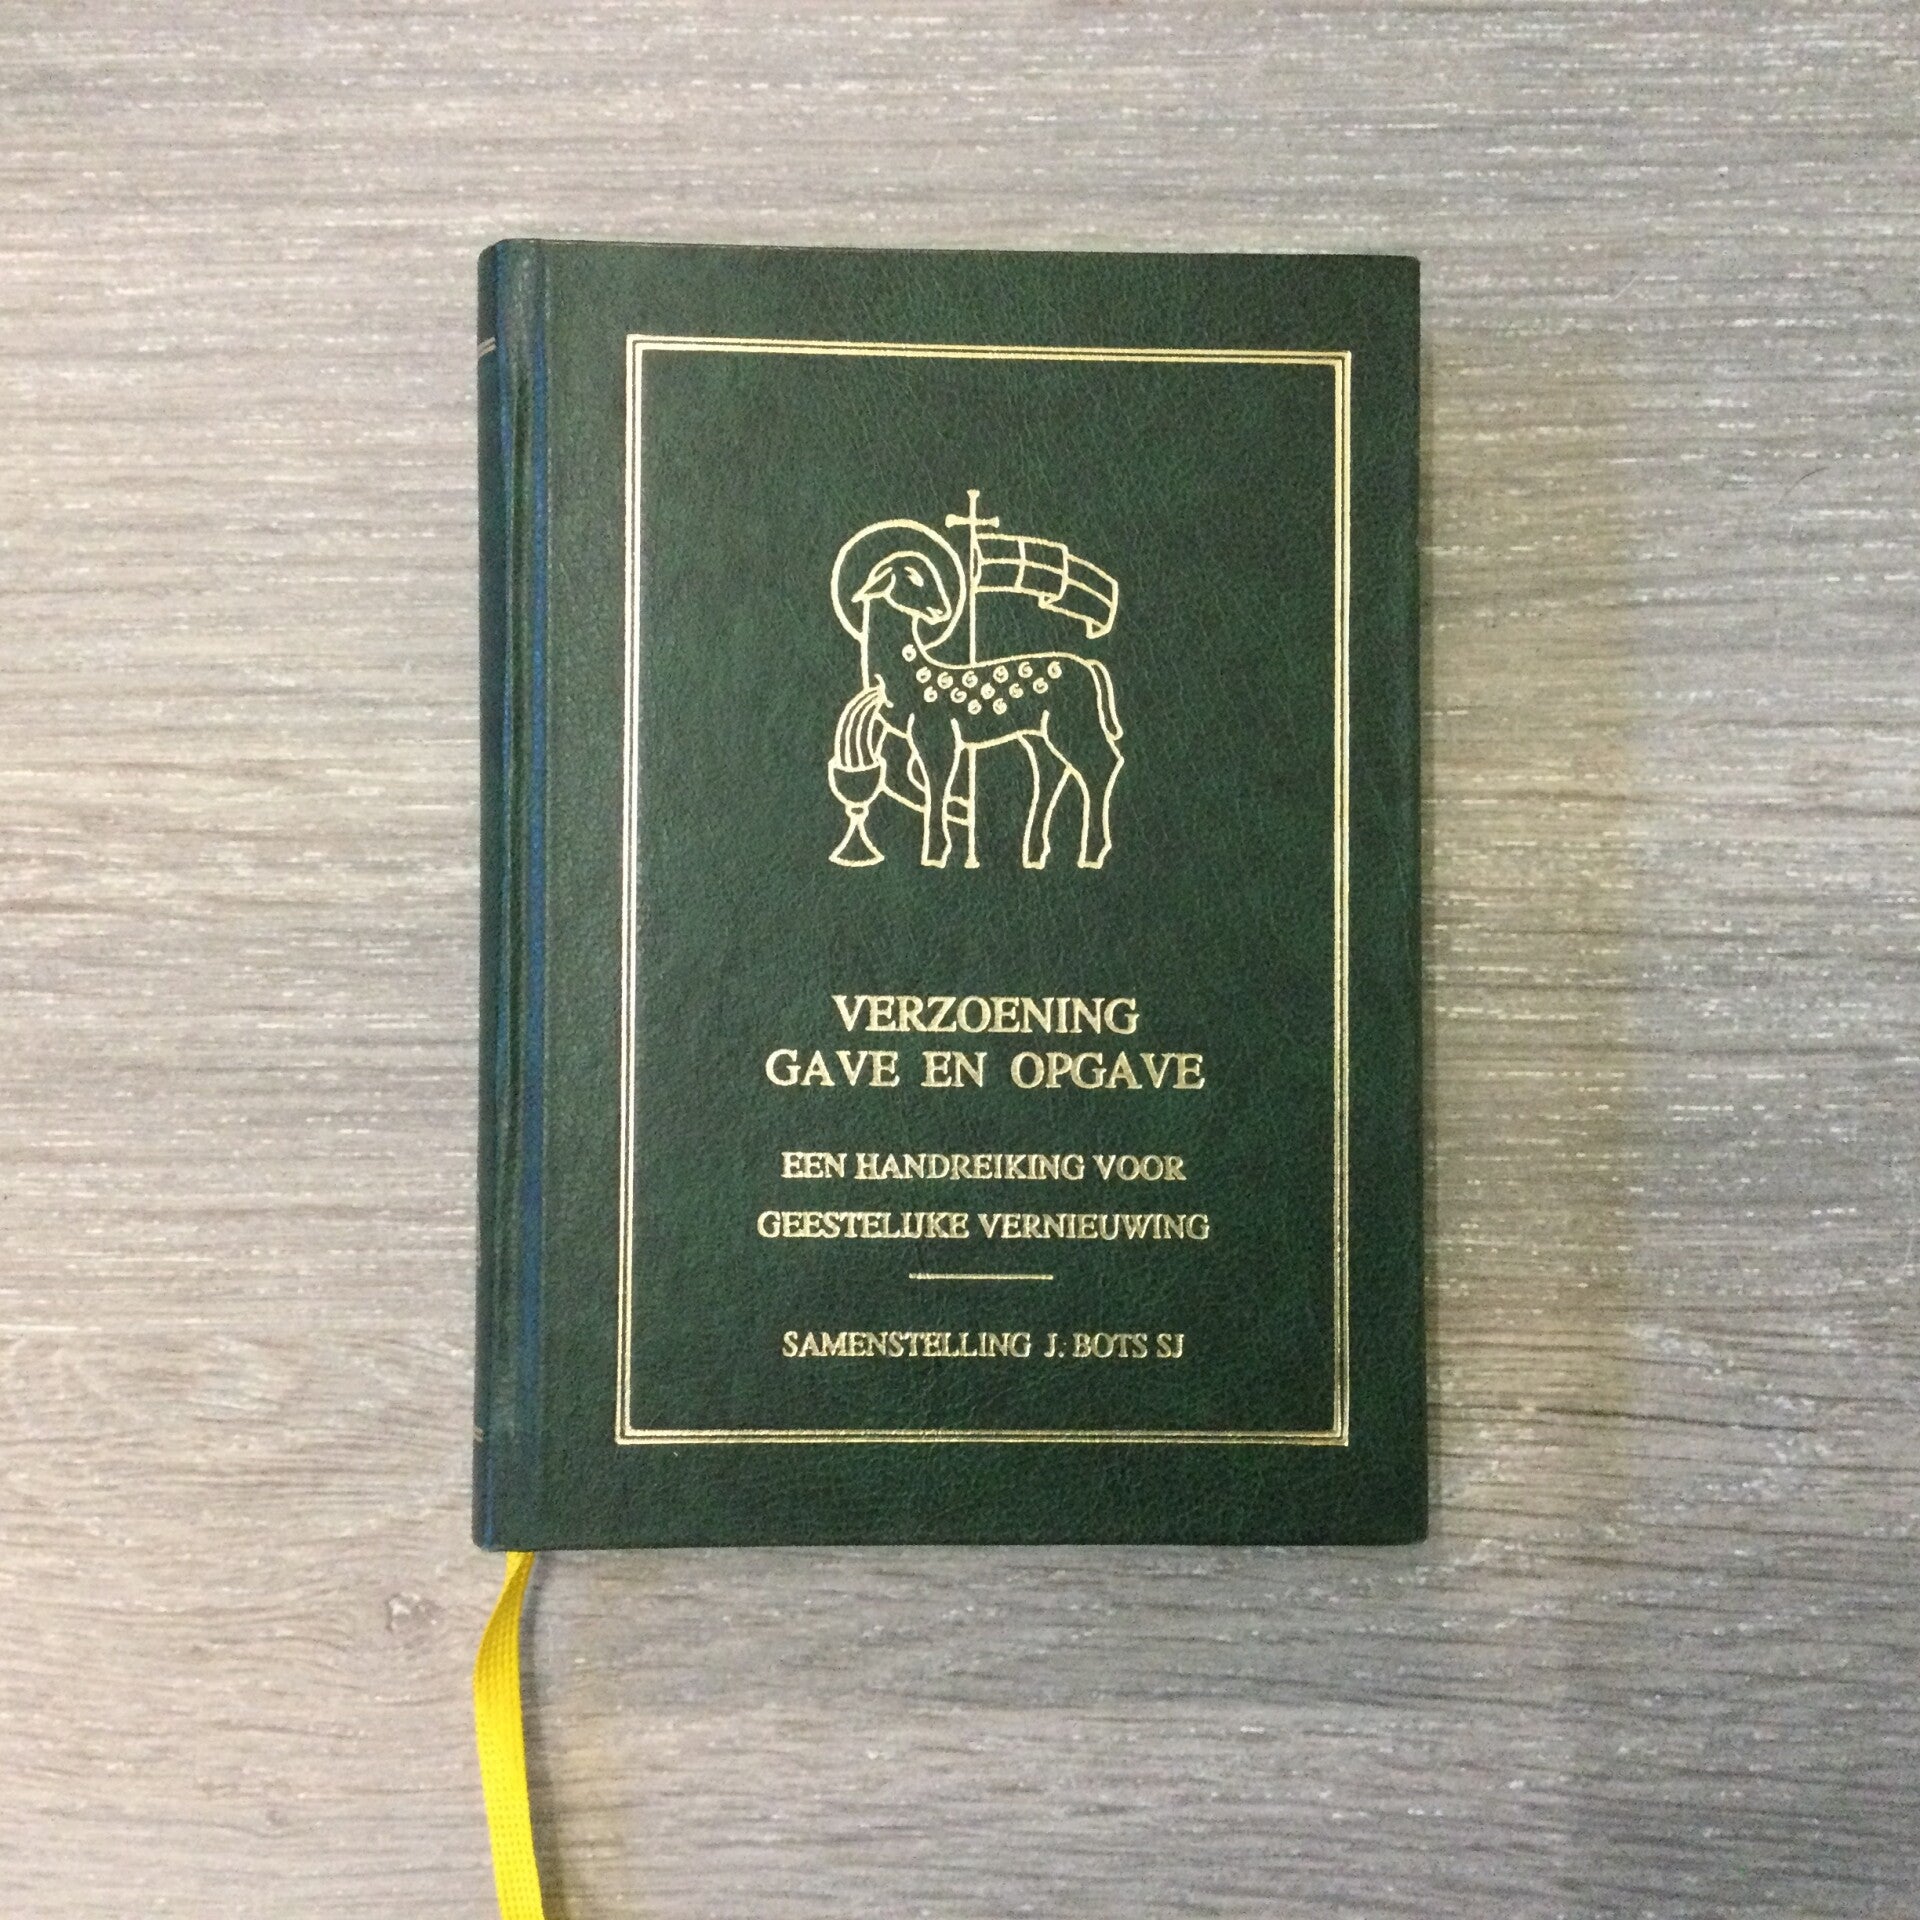 VERZOENING
GAVE EN OPGAVE
EEN HANDREIKING VOOR
GEESTELIJKE VERNIEUWING
SAMENSTELLING J. BOTS SJ